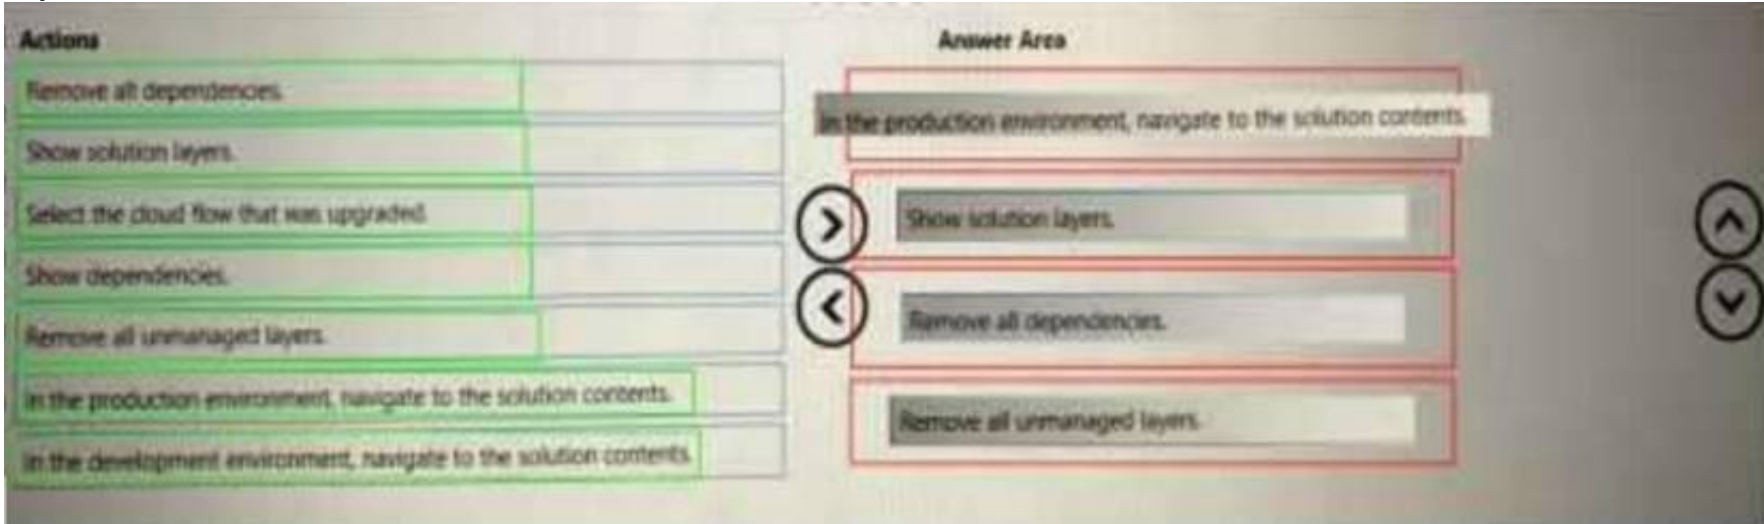 Actions
Remove all dependencies.
Show solution layers.
Select the cloud flow that was upgraded.
Show dependencies.
Remove all unmanaged layers.
In the production environment, navigate to the solution contents.
In the development environment, navigate to the solution contents.
Answer Area
In the production environment, navigate to the solution contents.
Show solution layers.
Remove all dependencies.
Remove all unmanaged layers.